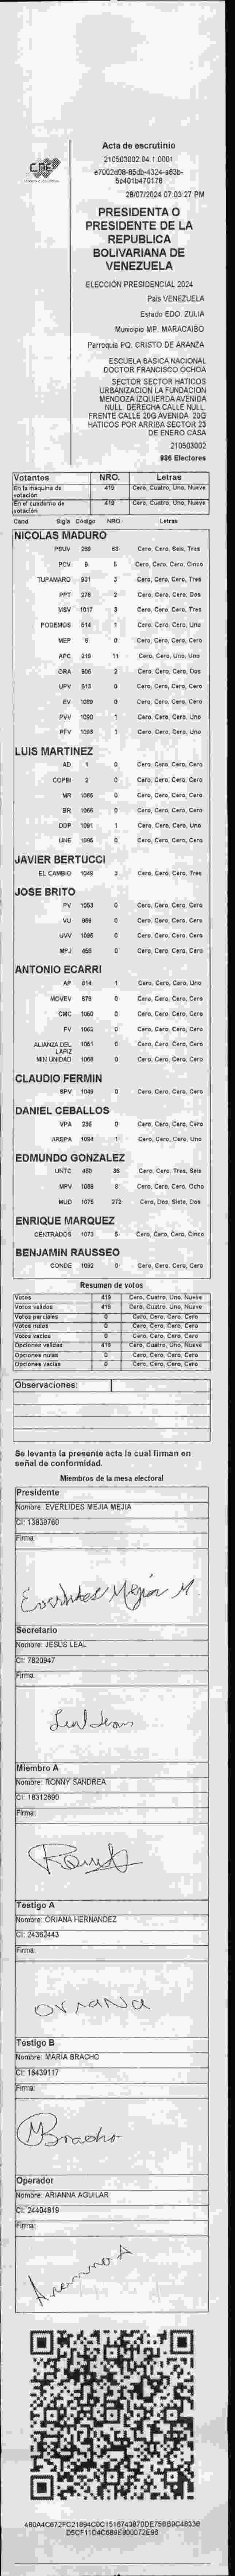 cne
Acta de escrutinio
210503002.04.1.0001
28/07/2024 07:03:27 PM
PRESIDENTA O
PRESIDENTE DE LA
REPUBLICA
BOLIVARIANA DE
VENEZUELA
ELECCIÓN PRESIDENCIAL 2024
País VENEZUELA
Estado EDO. ZULIA
Municipio MP. MARACAIBO
Parroquia PQ. CRISTO DE ARANZA
ESCUELA BASICA NACIONAL
DOCTOR FRANCISCO OCHOA
SECTOR SECTOR HATICOS
URBANIZACION LA FUNDACION
MENDOZA IZQUIERDA AVENIDA
NULL. DERECHA CALLE NULL.
FRENTE CALLE 20G AVENIDA 20G
HATICOS POR ARRIBA SECTOR 23
DE ENERO CASA
210503002
936 Electores
Votantes NRO. Letras
En la máquina de votación 419 Cero, Cuatro, Uno, Nueve
En el cuaderno de votación 419 Cero, Cuatro, Uno, Nueve
Cand Sigla Código NRO. Letras
NICOLAS MADURO
PSUV 269 63 Cero, Cero, Seis, Tres
PCV 9 5 Cero, Cero, Cero, Cinco
TUPAMARO 931 3 Cero, Cero, Cero, Tres
PPT 276 2 Cero, Cero, Cero, Dos
MSV 1017 3 Cero, Cero, Cero, Tres
PODEMOS 514 1 Cero, Cero, Cero, Uno
MEP 6 0 Cero, Cero, Cero, Cero
APC 219 11 Cero, Cero, Uno, Uno
ORA 906 2 Cero, Cero, Cero, Dos
UPV 513 0 Cero, Cero, Cero, Cero
EV 1089 0 Cero, Cero, Cero, Cero
PVV 1090 1 Cero, Cero, Cero, Uno
PFV 1093 1 Cero, Cero, Cero, Uno
LUIS MARTINEZ
AD 1 0 Cero, Cero, Cero, Cero
COPEI 2 0 Cero, Cero, Cero, Cero
MR 1065 0 Cero, Cero, Cero, Cero
BR 1066 0 Cero, Cero, Cero, Cero
DDP 1091 1 Cero, Cero, Cero, Uno
UNE 1095 0 Cero, Cero, Cero, Cero
JAVIER BERTUCCI
EL CAMBIO 1049 3 Cero, Cero, Cero, Tres
JOSE BRITO
PV 1053 0 Cero, Cero, Cero, Cero
VU 868 0 Cero, Cero, Cero, Cero
UVV 1096 0 Cero, Cero, Cero, Cero
MPJ 456 0 Cero, Cero, Cero, Cero
ANTONIO ECARRI
AP 814 1 Cero, Cero, Cero, Uno
MOVEV 878 0 Cero, Cero, Cero, Cero
CMC 1060 0 Cero, Cero, Cero, Cero
FV 1062 0 Cero, Cero, Cero, Cero
ALIANZA DEL LAPIZ 1061 0 Cero, Cero, Cero, Cero
MIN UNIDAD 1068 0 Cero, Cero, Cero, Cero
CLAUDIO FERMIN
SPV 1049 0 Cero, Cero, Cero, Cero
DANIEL CEBALLOS
VPA 236 0 Cero, Cero, Cero, Cero
AREPA 1094 1 Cero, Cero, Cero, Uno
EDMUNDO GONZALEZ
UNTC 480 36 Cero, Cero, Tres, Seis
MPV 1069 8 Cero, Cero, Cero, Ocho
MUD 1075 272 Cero, Dos, Siete, Dos
ENRIQUE MARQUEZ
CENTRADOS 1073 5 Cero, Cero, Cero, Cinco
BENJAMIN RAUSSEO
CONDE 1092 0 Cero, Cero, Cero, Cero
Resumen de votos
Votos 419 Cero, Cuatro, Uno, Nueve
Votos validos 419 Cero, Cuatro, Uno, Nueve
Votos parciales 0 Cero, Cero, Cero, Cero
Votos nulos 0 Cero, Cero, Cero, Cero
Votos vacios 0 Cero, Cero, Cero, Cero
Opciones validas 419 Cero, Cuatro, Uno, Nueve
Opciones nulas 0 Cero, Cero, Cero, Cero
Opciones vacias 0 Cero, Cero, Cero, Cero
Observaciones:
Se levanta la presente acta la cual firman en
señal de conformidad.
Miembros de la mesa electoral
Presidente
Nombre: EVERLIDES MEJIA MEJIA
CI: 13839760
Firma:
Everlides Mejia M.
Secretario
Nombre: JESUS LEAL
CI: 7820947
Firma:
Leal Jesus
Miembro A
Nombre: RONNY SANDREA
CI: 18312690
Firma:
Testigo A
Nombre: ORIANA HERNANDEZ
CI: 24362443
Firma:
oriana
Testigo B
Nombre: MARIA BRACHO
CI: 16439117
Firma:
MBracho
Operador
Nombre: ARIANNA AGUILAR
CI: 24404819
Firma:
Arianna A